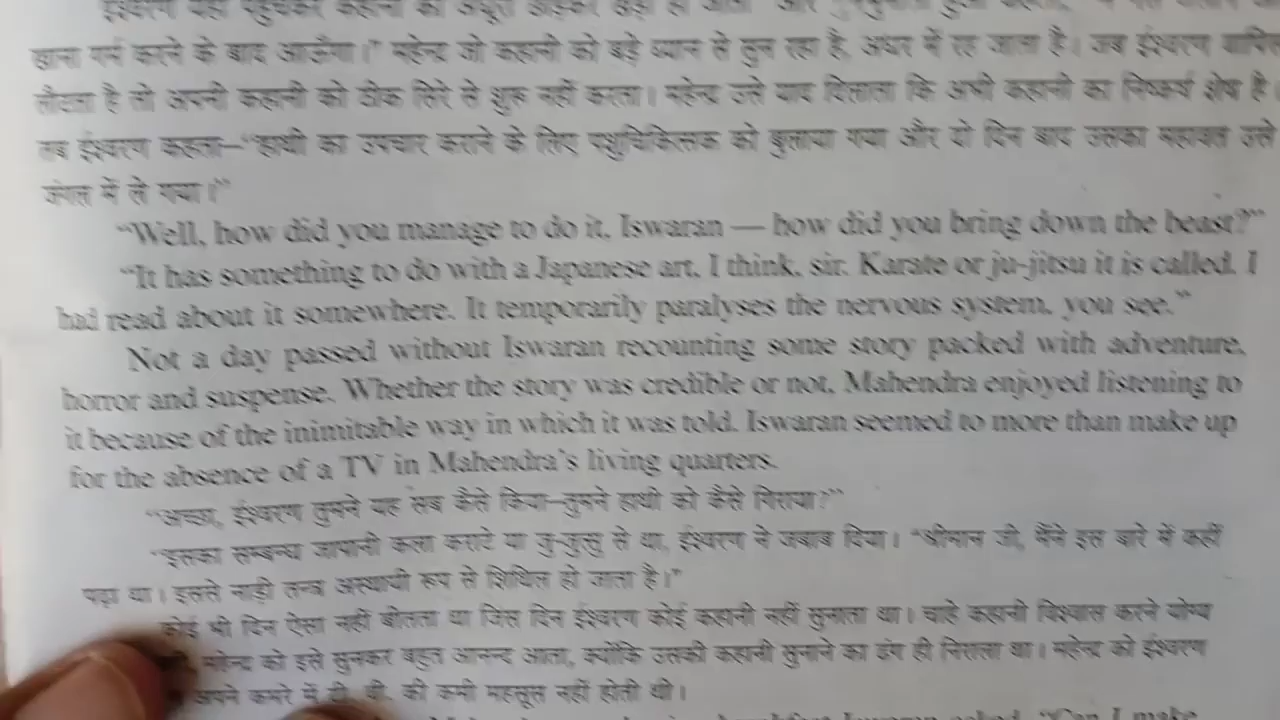 खाना गर्म करने के बाद आऊँगा।" महेन्द्र जो कहानी को बड़े ध्यान से सुन रहा है, अधर में रह जाता है। जब ईश्वरण
लौटता है तो अपनी कहानी को ठीक सिरे से शुरू नहीं करता। महेन्द्र उसे याद दिलाता कि अभी कहानी का निष्कर्ष शेष है।
तब ईश्वरण कहता—"हाथी का उपचार कराने के लिए पशुचिकित्सक को बुलाया गया और दो दिन बाद उसका महावत उसे
जंगल में ले गया।"
"Well, how did you manage to do it, Iswaran — how did you bring down the beast?"
"It has something to do with a Japanese art, I think, sir. Karate or ju-jitsu it is called. I
had read about it somewhere. It temporarily paralyses the nervous system, you see."
Not a day passed without Iswaran recounting some story packed with adventure,
horror and suspense. Whether the story was credible or not, Mahendra enjoyed listening to
it because of the inimitable way in which it was told. Iswaran seemed to more than make up
for the absence of a TV in Mahendra's living quarters.
"अच्छा, ईश्वरण तुमने यह सब कैसे किया—तुमने हाथी को कैसे गिराया?"
"इसका सम्बन्ध जापानी कला कराटे या जु-जुत्सु से था, ईश्वरण ने जबाब दिया। "श्रीमान जी, मैंने इस बारे में कहीं
पढ़ा था। इससे नाड़ी तन्त्र अस्थायी रूप से शिथिल हो जाता है।"
कोई भी दिन ऐसा नहीं बीतता था जिस दिन ईश्वरण कोई कहानी नहीं सुनाता था। चाहे कहानी विश्वास करने योग्य
महेन्द्र को इसे सुनकर बहुत आनन्द आता, क्योंकि उसकी कहानी सुनाने का ढंग ही निराला था। महेन्द्र को ईश्वरण
अपने कमरे में टी. वी. की कमी महसूस नहीं होती थी।